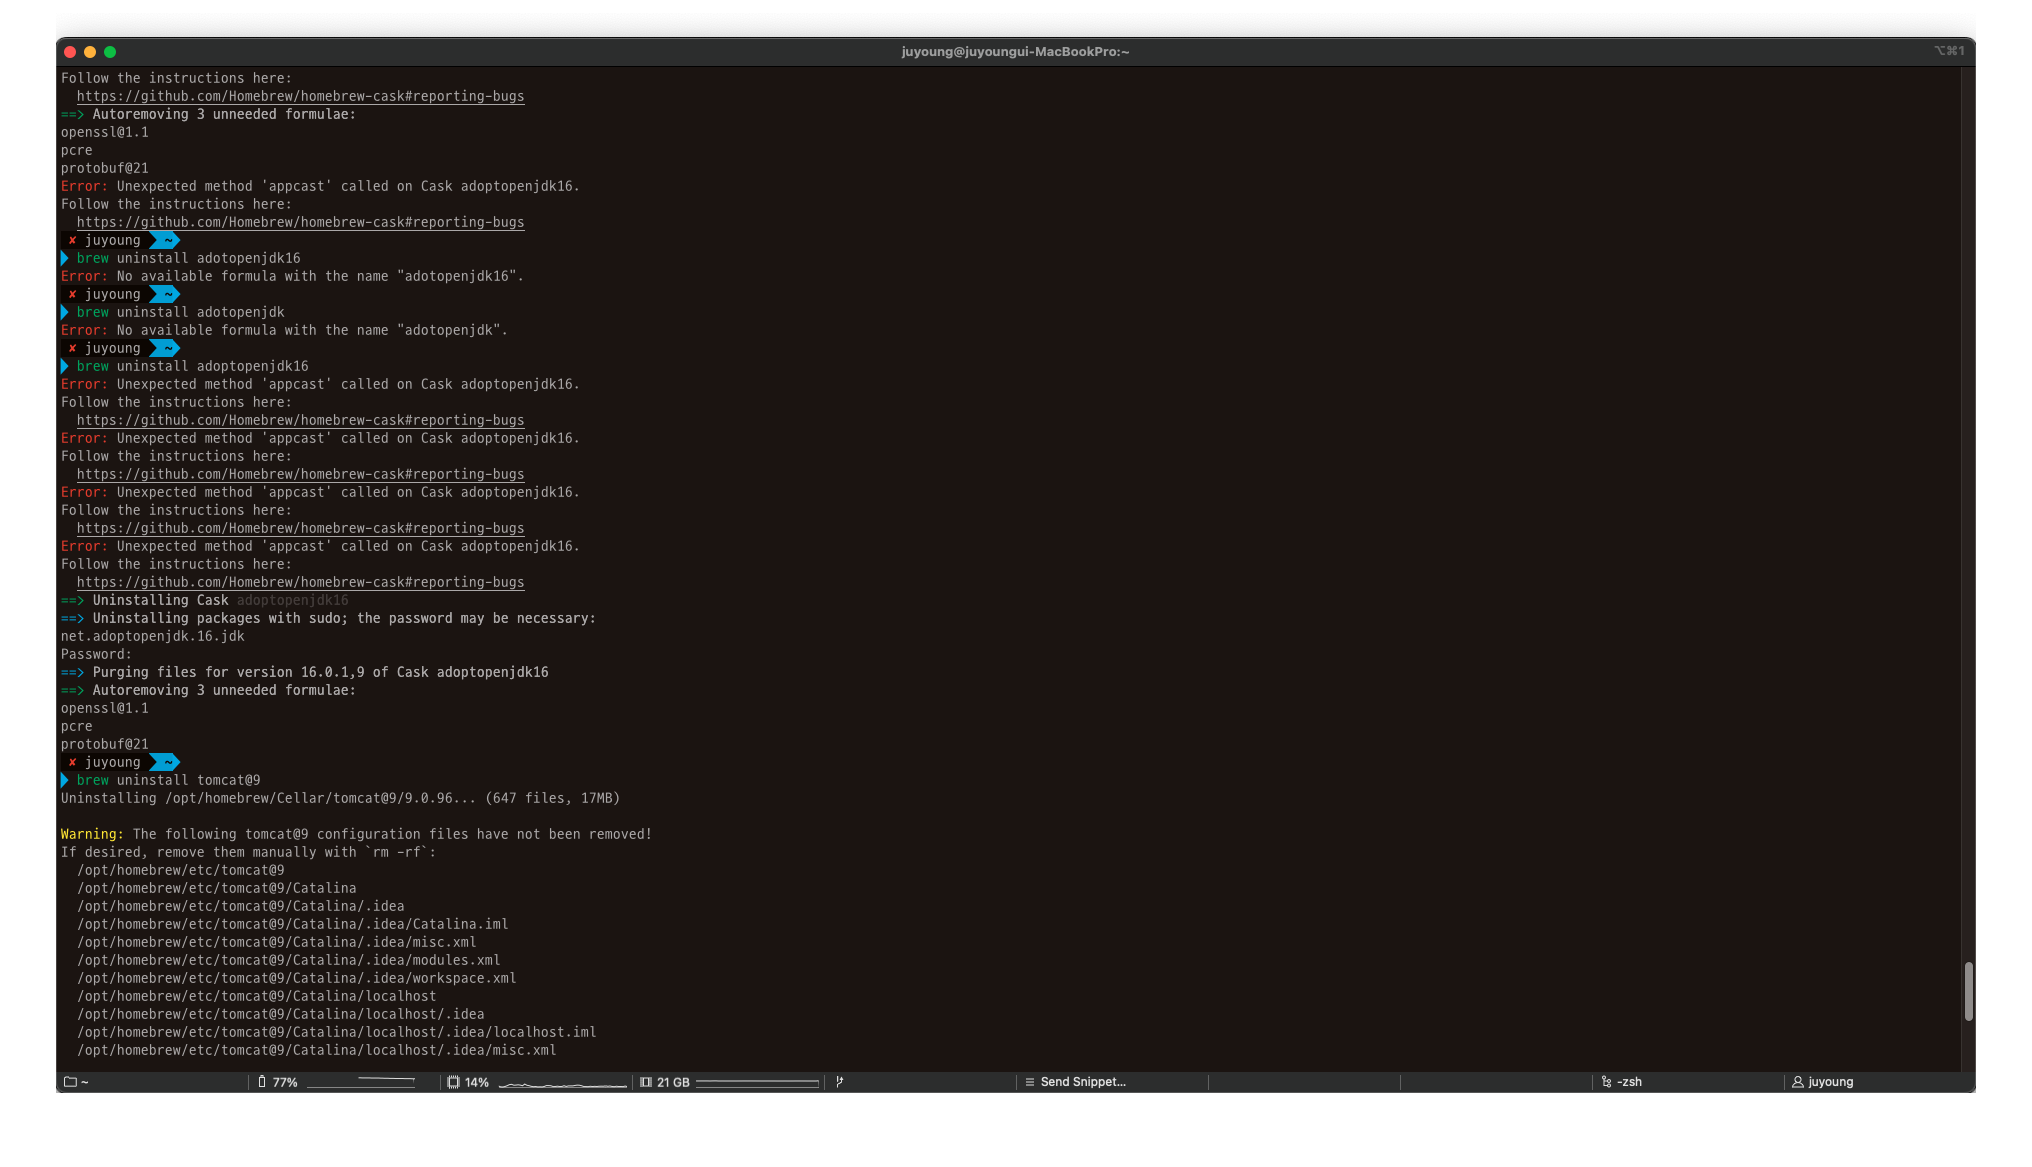 juyoung@juyoungui-MacBookPro:~
⌥⌘1
Follow the instructions here:
https://github.com/Homebrew/homebrew-cask#reporting-bugs
==> Autoremoving 3 unneeded formulae:
openssl@1.1
pcre
protobuf@21
Error: Unexpected method 'appcast' called on Cask adoptopenjdk16.
Follow the instructions here:
https://github.com/Homebrew/homebrew-cask#reporting-bugs
✘ juyoung ~
brew uninstall adotopenjdk16
Error: No available formula with the name "adotopenjdk16".
✘ juyoung ~
brew uninstall adotopenjdk
Error: No available formula with the name "adotopenjdk".
✘ juyoung ~
brew uninstall adoptopenjdk16
Error: Unexpected method 'appcast' called on Cask adoptopenjdk16.
Follow the instructions here:
https://github.com/Homebrew/homebrew-cask#reporting-bugs
Error: Unexpected method 'appcast' called on Cask adoptopenjdk16.
Follow the instructions here:
https://github.com/Homebrew/homebrew-cask#reporting-bugs
Error: Unexpected method 'appcast' called on Cask adoptopenjdk16.
Follow the instructions here:
https://github.com/Homebrew/homebrew-cask#reporting-bugs
Error: Unexpected method 'appcast' called on Cask adoptopenjdk16.
Follow the instructions here:
https://github.com/Homebrew/homebrew-cask#reporting-bugs
==> Uninstalling Cask adoptopenjdk16
==> Uninstalling packages with sudo; the password may be necessary:
net.adoptopenjdk.16.jdk
Password:
==> Purging files for version 16.0.1,9 of Cask adoptopenjdk16
==> Autoremoving 3 unneeded formulae:
openssl@1.1
pcre
protobuf@21
✘ juyoung ~
brew uninstall tomcat@9
Uninstalling /opt/homebrew/Cellar/tomcat@9/9.0.96... (647 files, 17MB)
Warning: The following tomcat@9 configuration files have not been removed!
If desired, remove them manually with `rm -rf`:
/opt/homebrew/etc/tomcat@9
/opt/homebrew/etc/tomcat@9/Catalina
/opt/homebrew/etc/tomcat@9/Catalina/.idea
/opt/homebrew/etc/tomcat@9/Catalina/.idea/Catalina.iml
/opt/homebrew/etc/tomcat@9/Catalina/.idea/misc.xml
/opt/homebrew/etc/tomcat@9/Catalina/.idea/modules.xml
/opt/homebrew/etc/tomcat@9/Catalina/.idea/workspace.xml
/opt/homebrew/etc/tomcat@9/Catalina/localhost
/opt/homebrew/etc/tomcat@9/Catalina/localhost/.idea
/opt/homebrew/etc/tomcat@9/Catalina/localhost/.idea/localhost.iml
/opt/homebrew/etc/tomcat@9/Catalina/localhost/.idea/misc.xml
~ 77% 14% 21 GB Send Snippet... -zsh juyoung